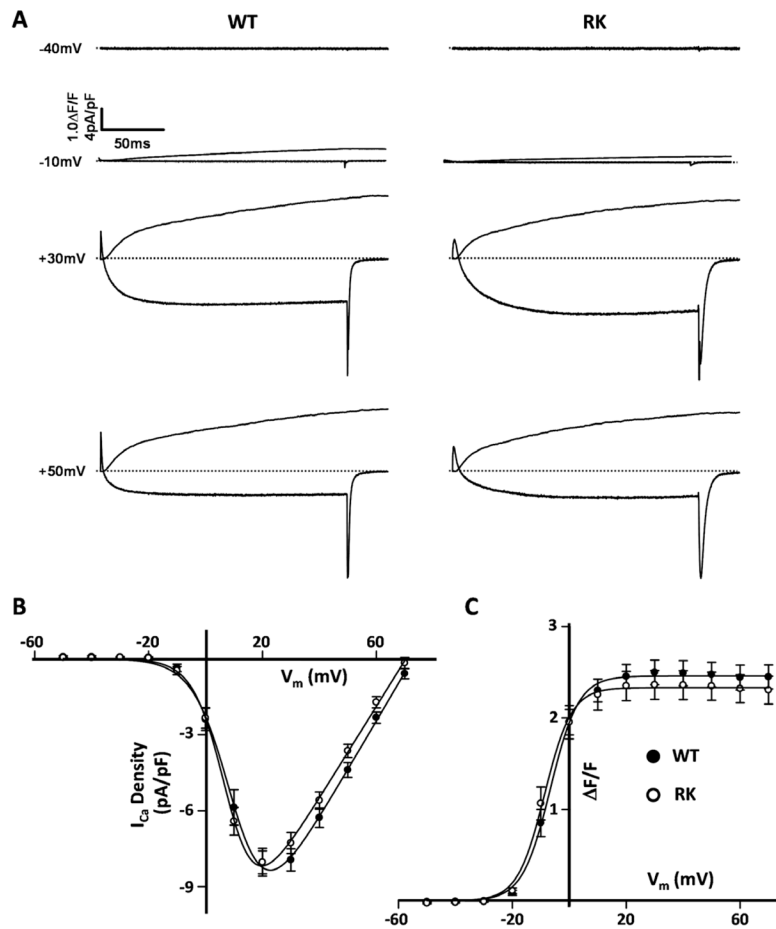 A
WT
RK
-40mV
1.0ΔF/F
4pA/pF
50ms
-10mV
+30mV
+50mV
B
-60
-20
20
60
Vm (mV)
-3
-6
-9
ICa Density
(pA/pF)
C
3
2
1
ΔF/F
WT
RK
Vm (mV)
-60
-20
20
60